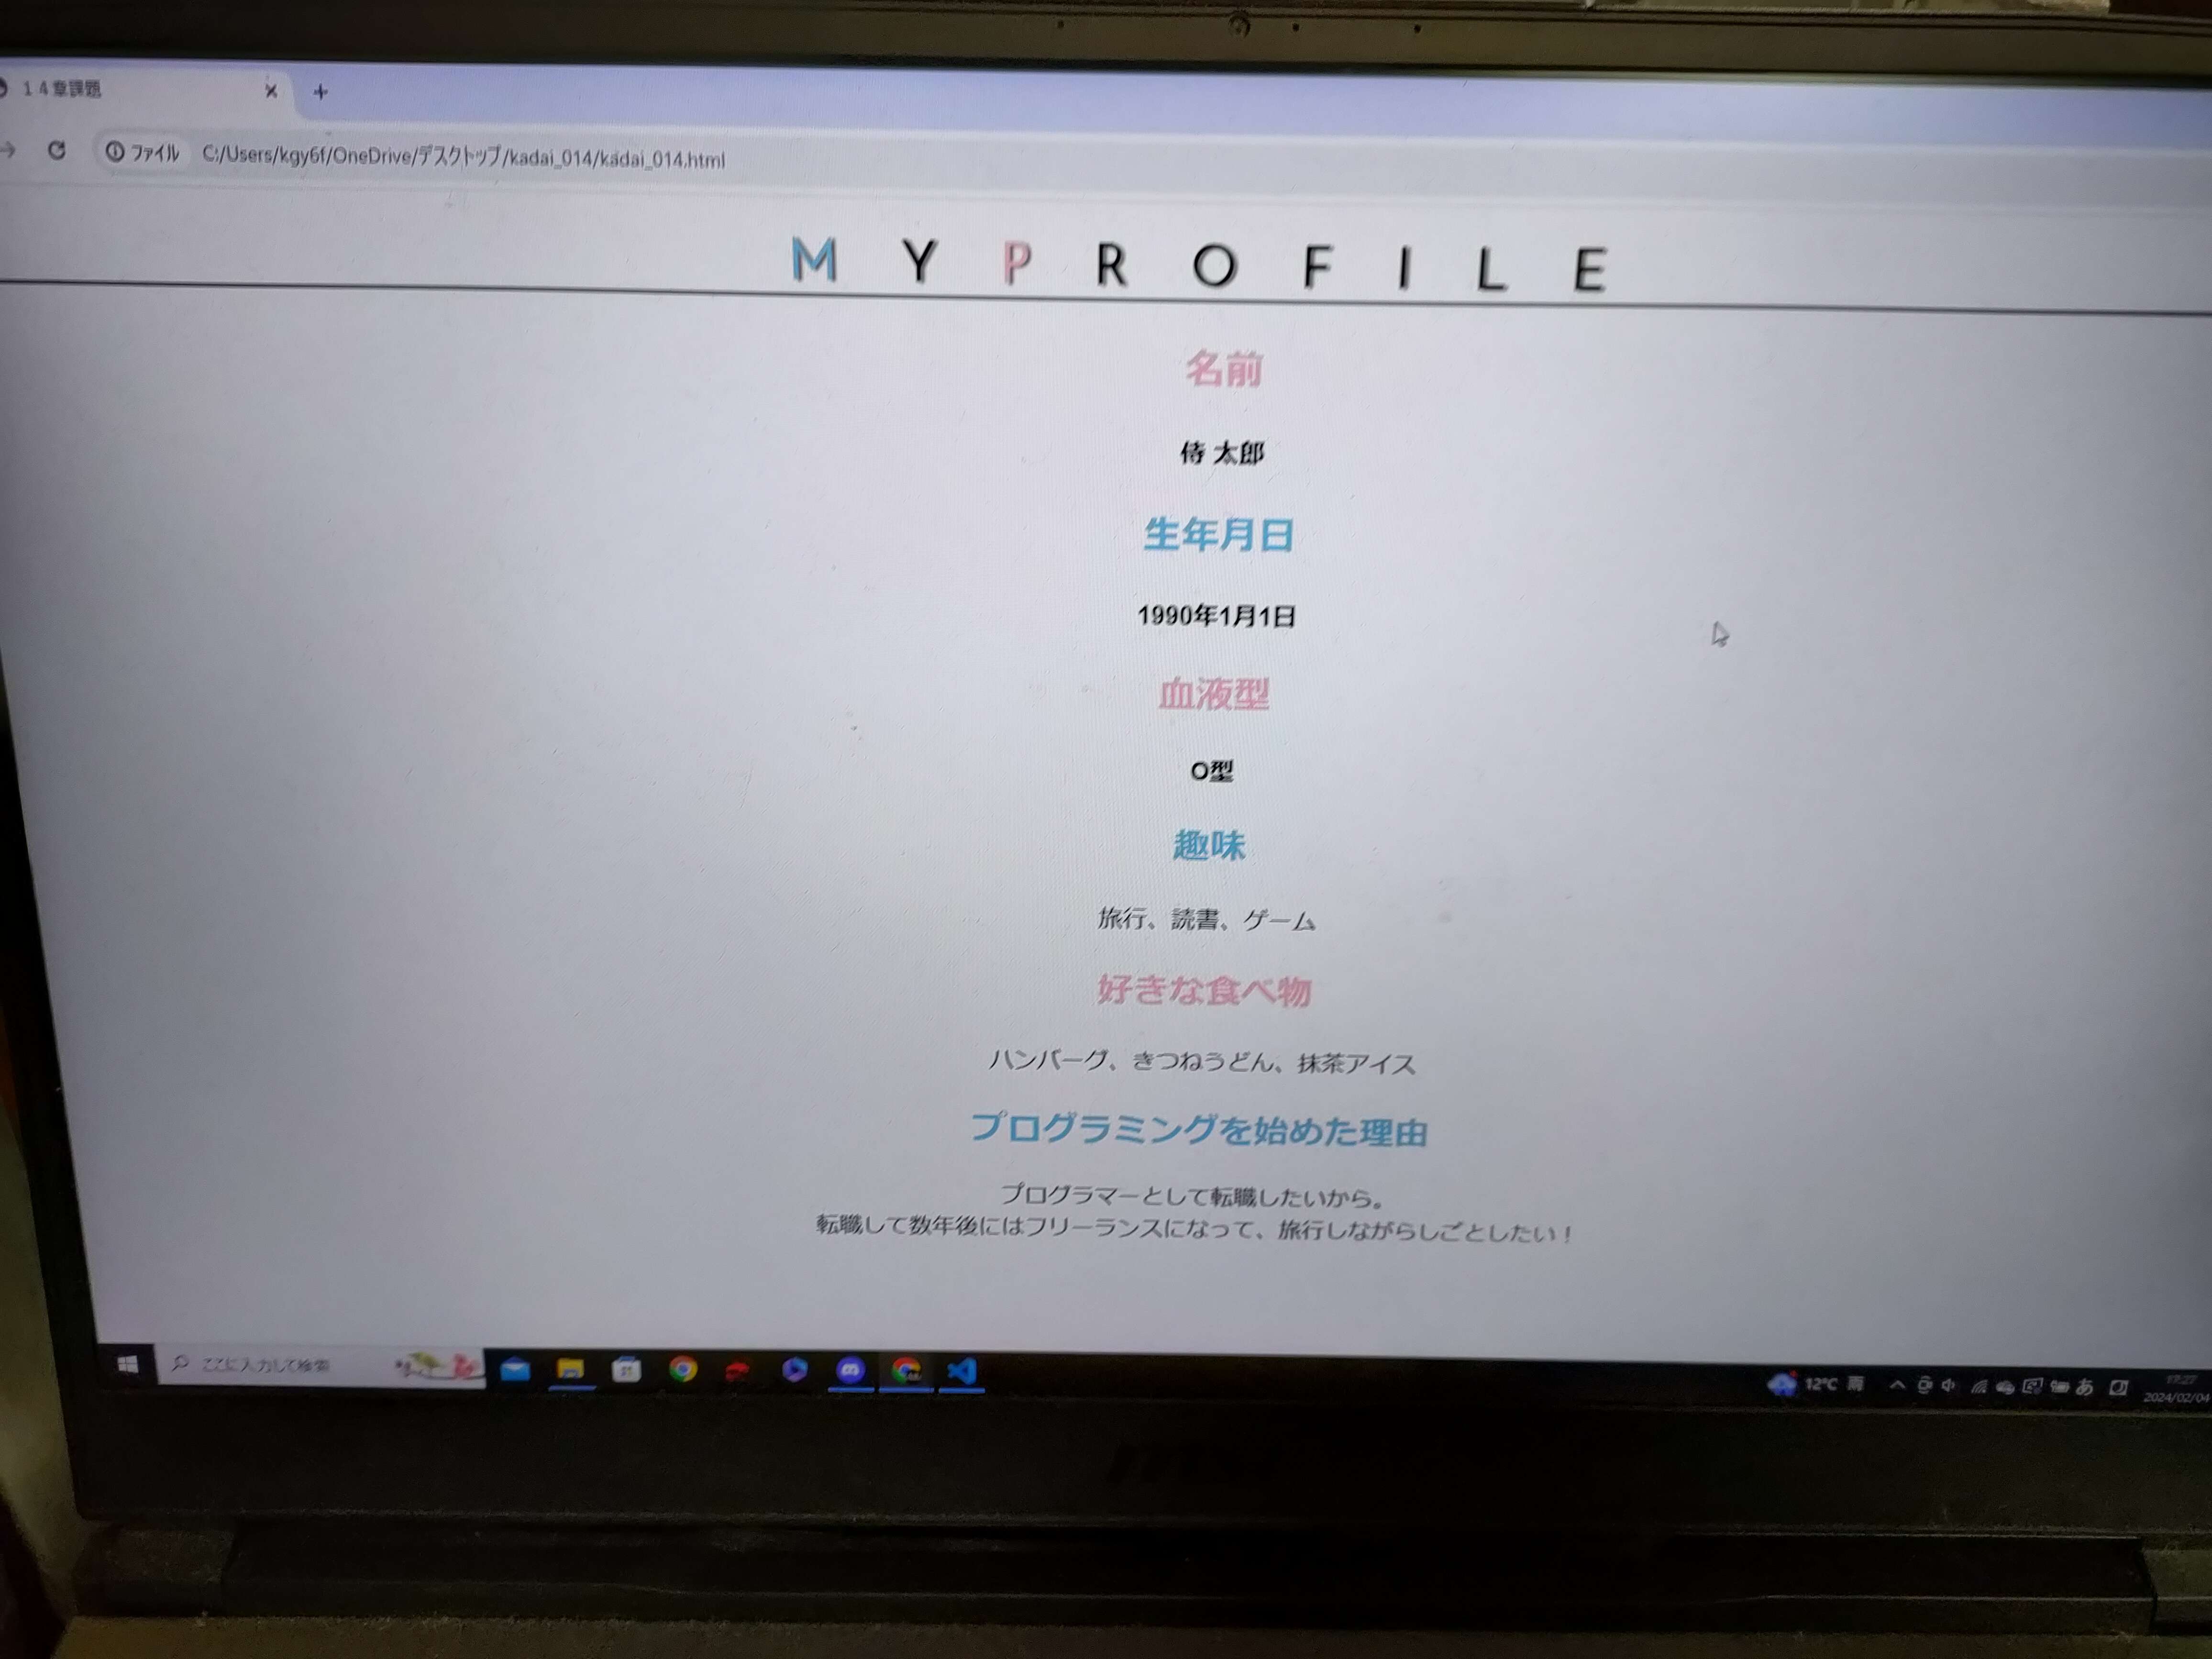 １４章課題
ファイル C:/Users/kgy6f/OneDrive/デスクトップ/kadai_014/kadai_014.html
M Y P R O F I L E
名前
侍 太郎
生年月日
1990年1月1日
血液型
O型
趣味
旅行、読書、ゲーム
好きな食べ物
ハンバーグ、きつねうどん、抹茶アイス
プログラミングを始めた理由
プログラマーとして転職したいから。
転職して数年後にはフリーランスになって、旅行しながらしごとしたい！
ここに入力して検索
12°C 雨
あ
2024/02/04